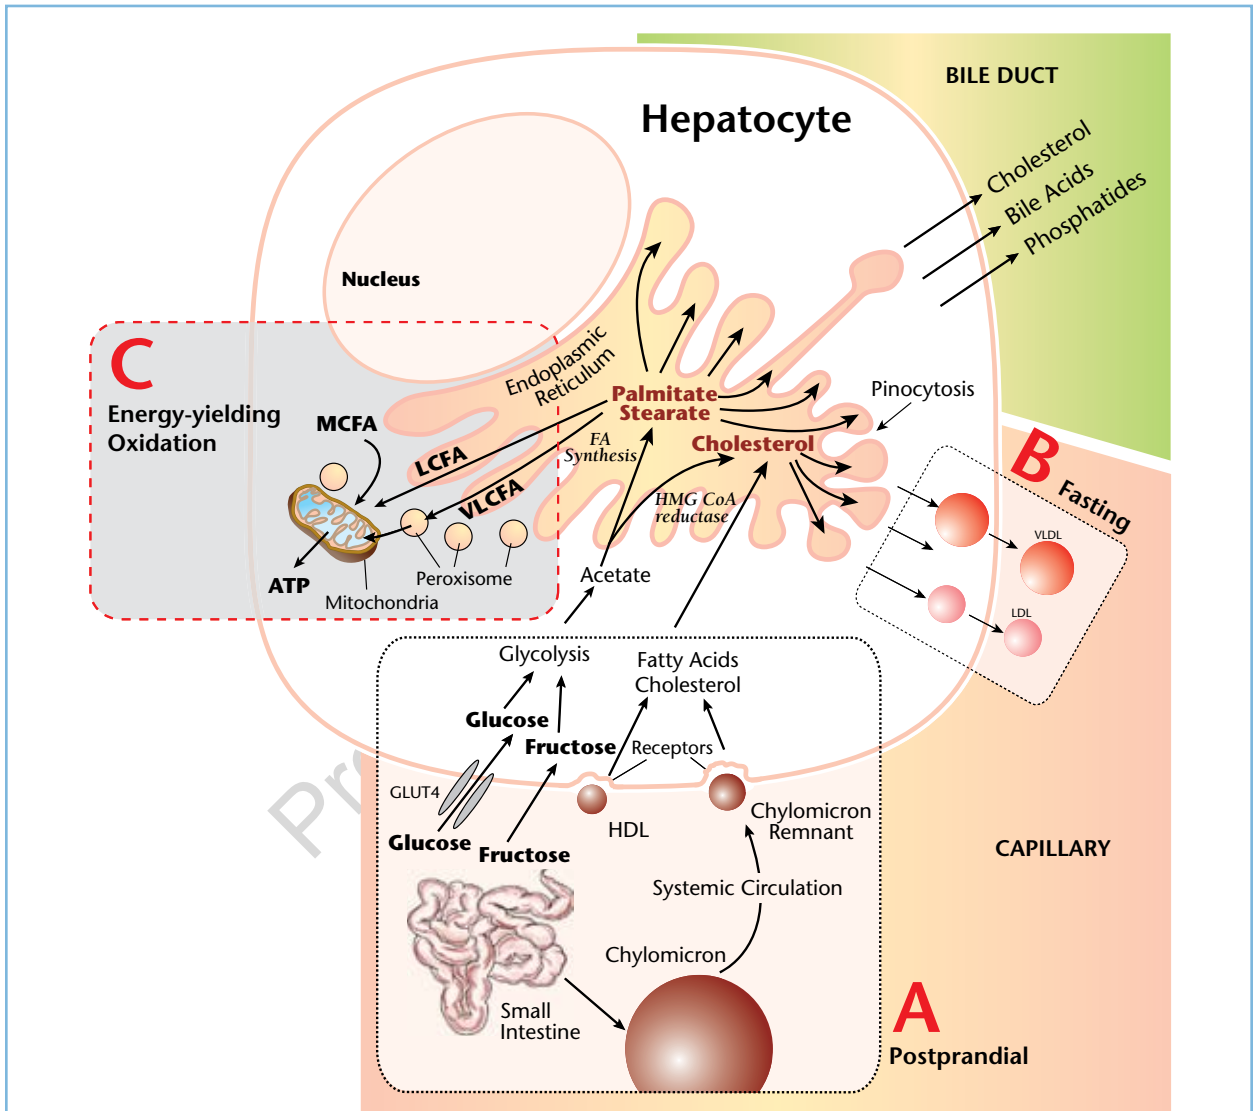 BILE DUCT
Hepatocyte
Cholesterol
Bile Acids
Phosphatides
Nucleus
C
Energy-yielding
Oxidation
MCFA
LCFA
VLCFA
Endoplasmic
Reticulum
Palmitate
Stearate
Cholesterol
FA
Synthesis
HMG CoA
reductase
Pinocytosis
B
Fasting
VLDL
LDL
ATP
Mitochondria
Peroxisome
Acetate
Glycolysis
Fatty Acids
Cholesterol
Glucose
Fructose
Receptors
GLUT4
Glucose
Fructose
HDL
Chylomicron
Remnant
CAPILLARY
Systemic Circulation
Chylomicron
Small
Intestine
A
Postprandial